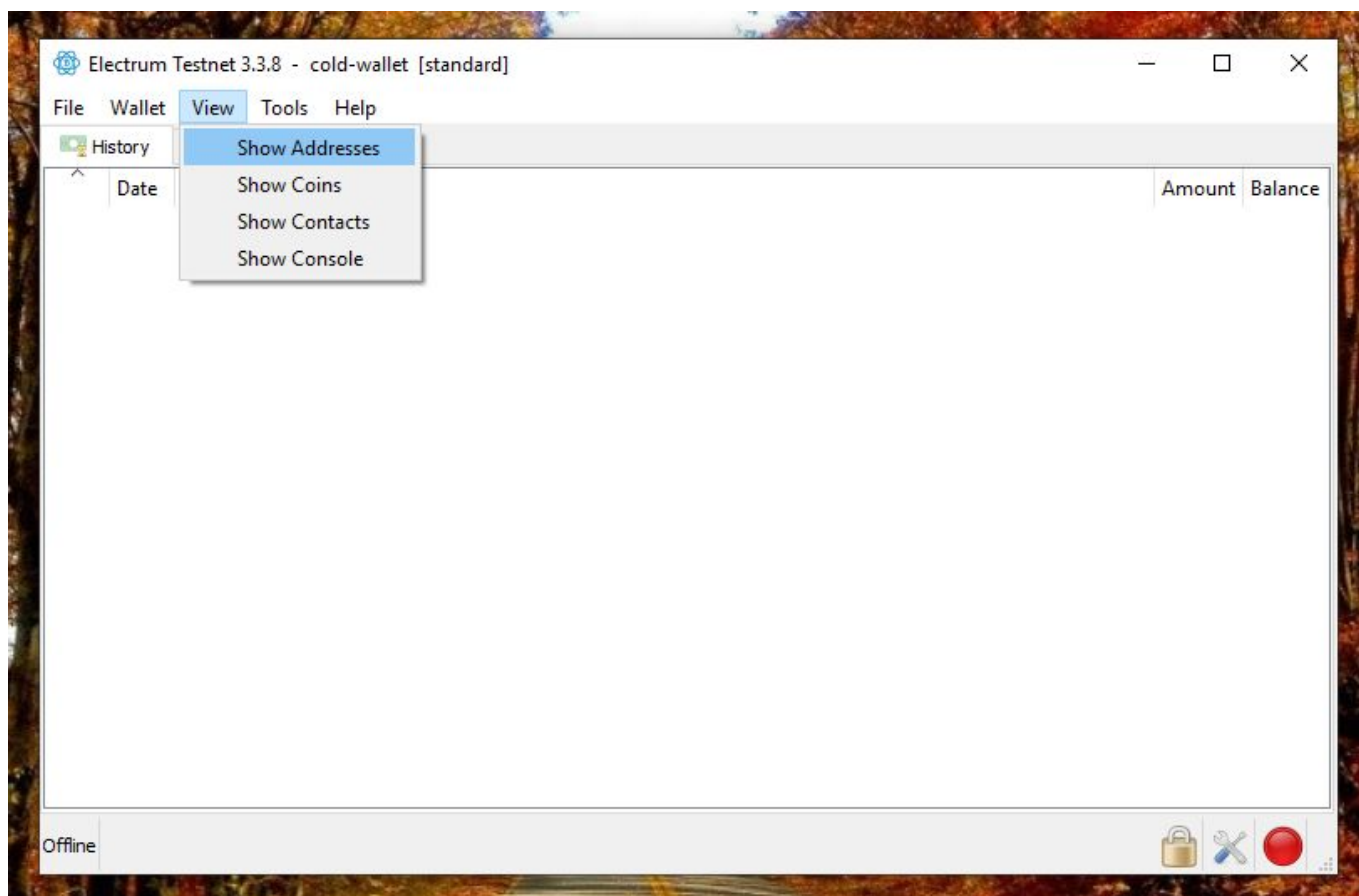 Electrum Testnet 3.3.8 - cold-wallet [standard]
File Wallet View Tools Help
History
Show Addresses
Date
Amount Balance
Show Coins
Show Contacts
Show Console
Offline